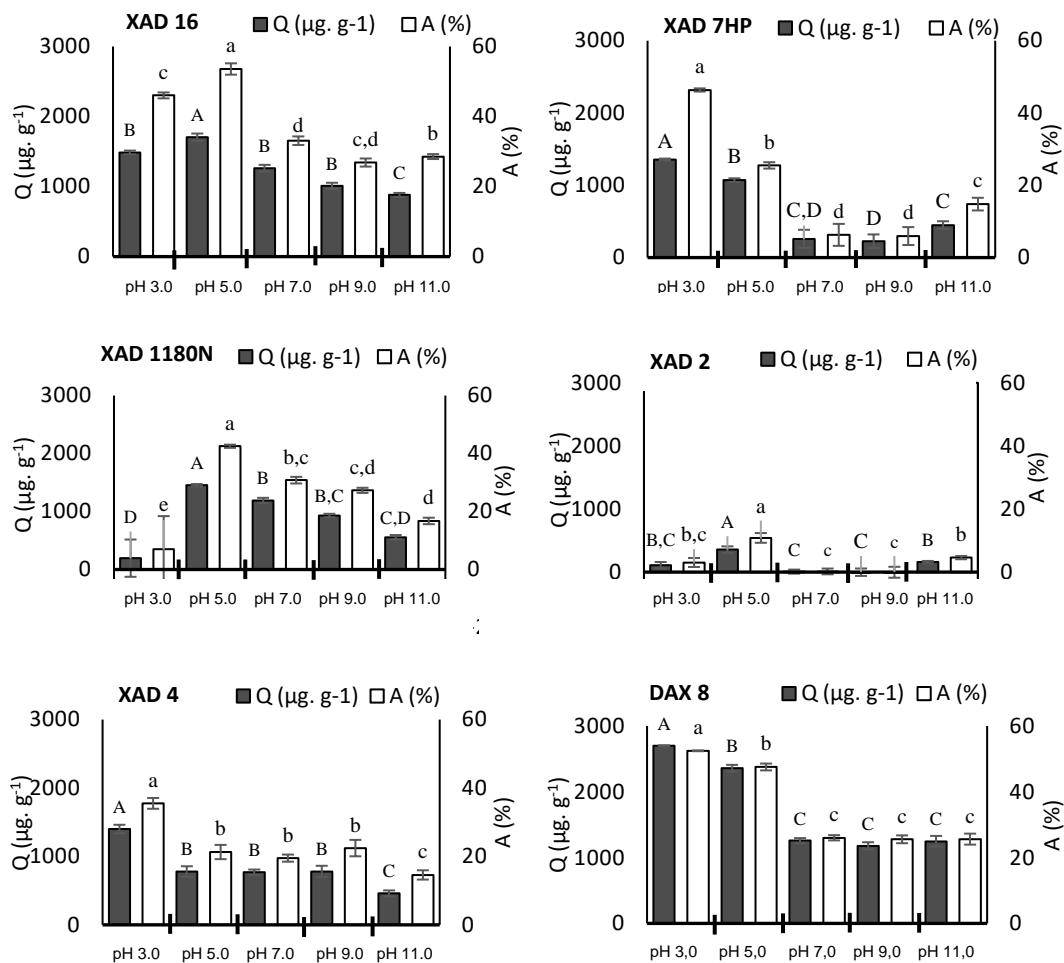 XAD 16 Q (µg. g-1) A (%)
3000 60
a
c
2000 A 40
B d
B c,d b
B
C
1000 20
0 0
pH 3.0 pH 5.0 pH 7.0 pH 9.0 pH 11.0
Q (µg. g-1)
A (%)
XAD 7HP Q (µg. g-1) A (%)
3000 60
a
2000 40
A
b
B
c
1000 20
C,D d D d C
0 0
pH 3.0 pH 5.0 pH 7.0 pH 9.0 pH 11.0
Q (µg. g-1)
A (%)
XAD 1180N Q (µg. g-1) A (%)
3000 60
a
2000 40
A b,c
B c,d
B,C
1000 20
D e C,D d
0 0
pH 3.0 pH 5.0 pH 7.0 pH 9.0 pH 11.0
Q (µg. g-1)
A (%)
XAD 2 Q (µg. g-1) A (%)
3000 60
2000 40
1000 20
a
A
B,C b,c C c C c B b
0 0
pH 3.0 pH 5.0 pH 7.0 pH 9.0 pH 11.0
Q (µg. g-1)
A (%)
XAD 4 Q (µg. g-1) A (%)
3000 60
2000 40
a
A
b b b
B B B
1000 20
C c
0 0
pH 3.0 pH 5.0 pH 7.0 pH 9.0 pH 11.0
Q (µg. g-1)
A (%)
DAX 8 Q (µg. g-1) A (%)
3000 60
A a
B b
2000 40
C c C c C c
1000 20
0 0
pH 3,0 pH 5,0 pH 7,0 pH 9,0 pH 11,0
Q (µg. g-1)
A (%)